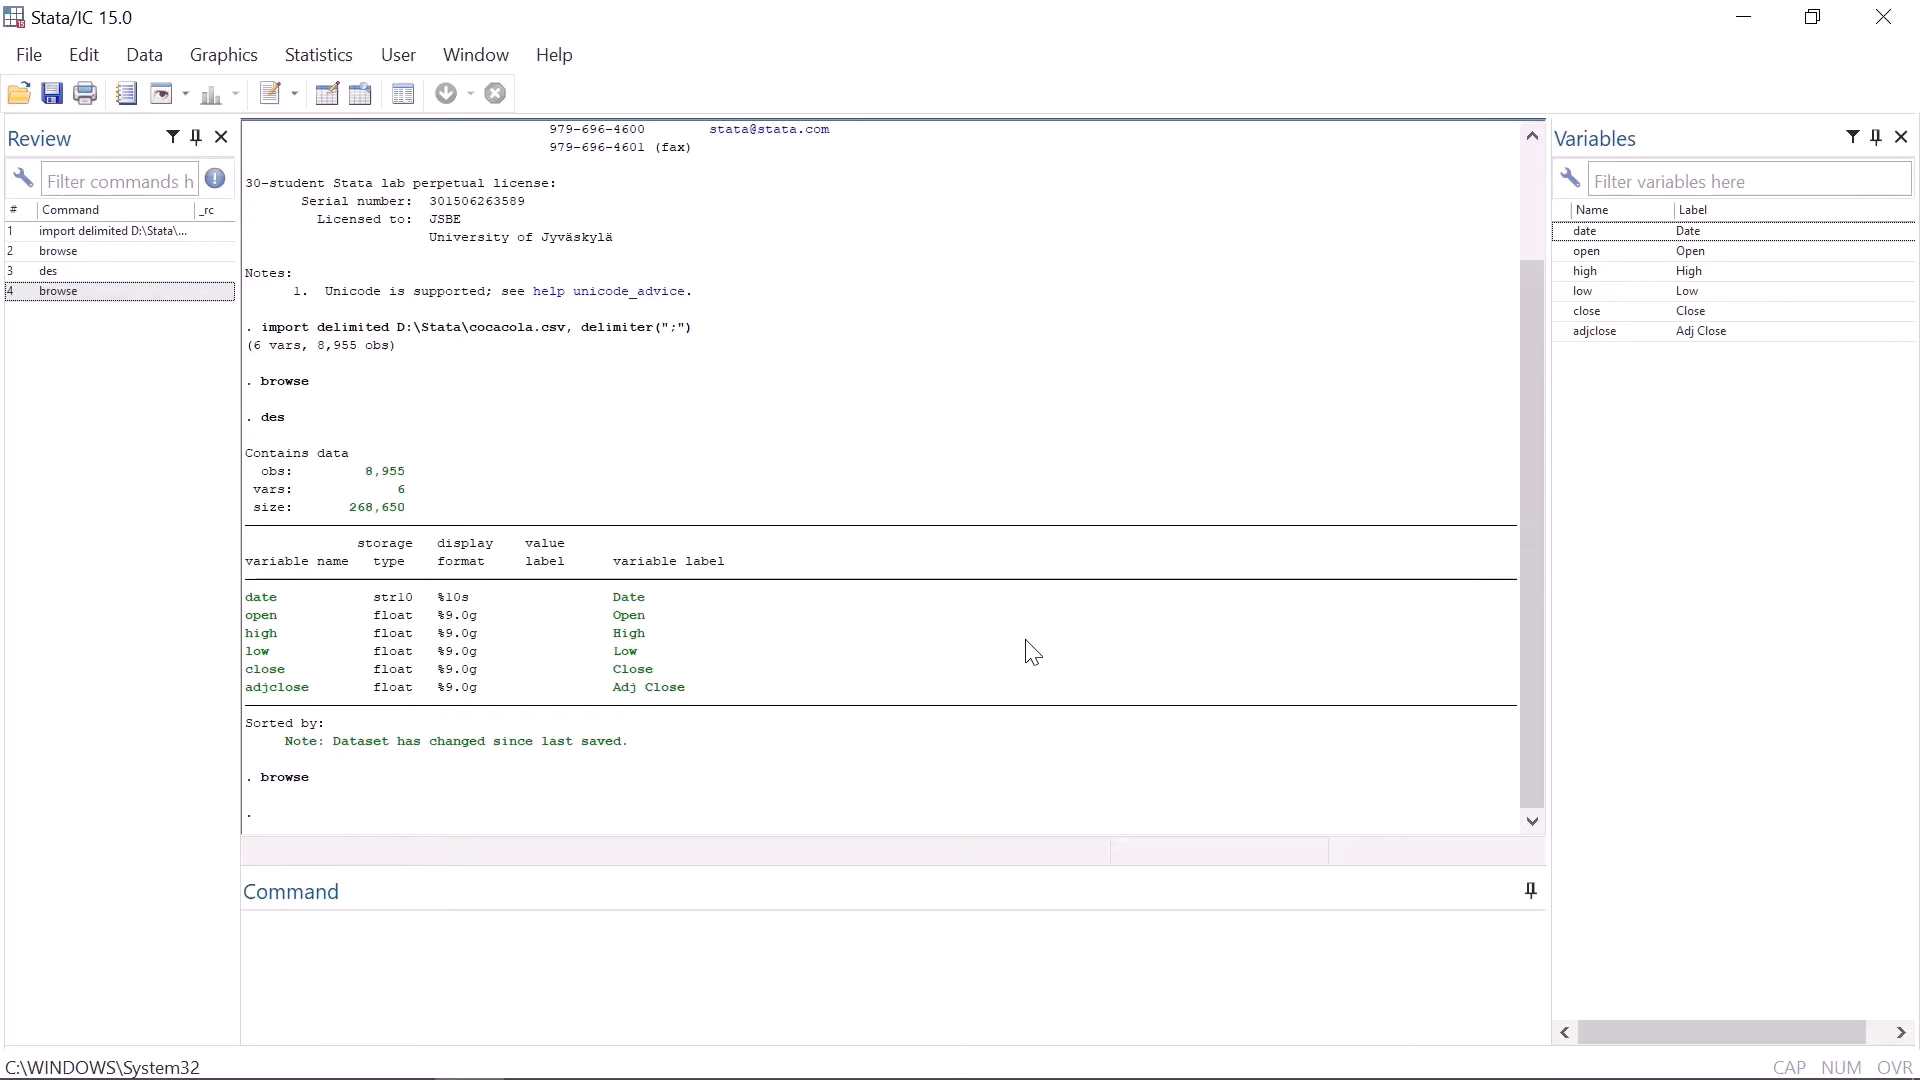 Stata/IC 15.0
File Edit Data Graphics Statistics User Window Help
Review
Filter commands h
# Command _rc
1 import delimited D:\Stata\...
2 browse
3 des
4 browse
979-696-4600 stata@stata.com
979-696-4601 (fax)
30-student Stata lab perpetual license:
Serial number: 301506263589
Licensed to: JSBE
University of Jyväskylä
Notes:
1. Unicode is supported; see help unicode_advice.
. import delimited D:\Stata\cocacola.csv, delimiter(";")
(6 vars, 8,955 obs)
. browse
. des
Contains data
obs: 8,955
vars: 6
size: 268,650
storage display value
variable name type format label variable label
date str10 %10s Date
open float %9.0g Open
high float %9.0g High
low float %9.0g Low
close float %9.0g Close
adjclose float %9.0g Adj Close
Sorted by:
Note: Dataset has changed since last saved.
. browse
.
Command
Variables
Filter variables here
Name Label
date Date
open Open
high High
low Low
close Close
adjclose Adj Close
C:\WINDOWS\System32
CAP NUM OVR